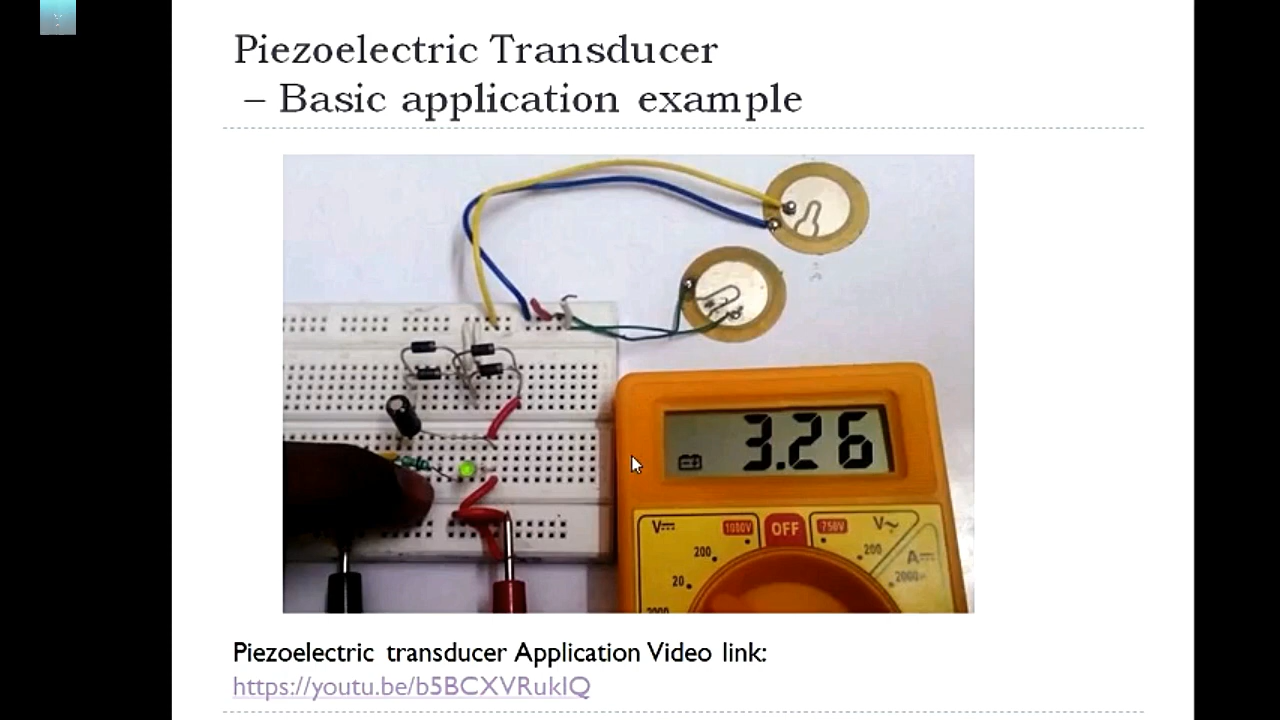 Piezoelectric Transducer
– Basic application example
3.26
V
1000V
OFF
750V
V~
200
200
A
20
2000µ
2000
Piezoelectric transducer Application Video link:
https://youtu.be/b5BCXVRukIQ